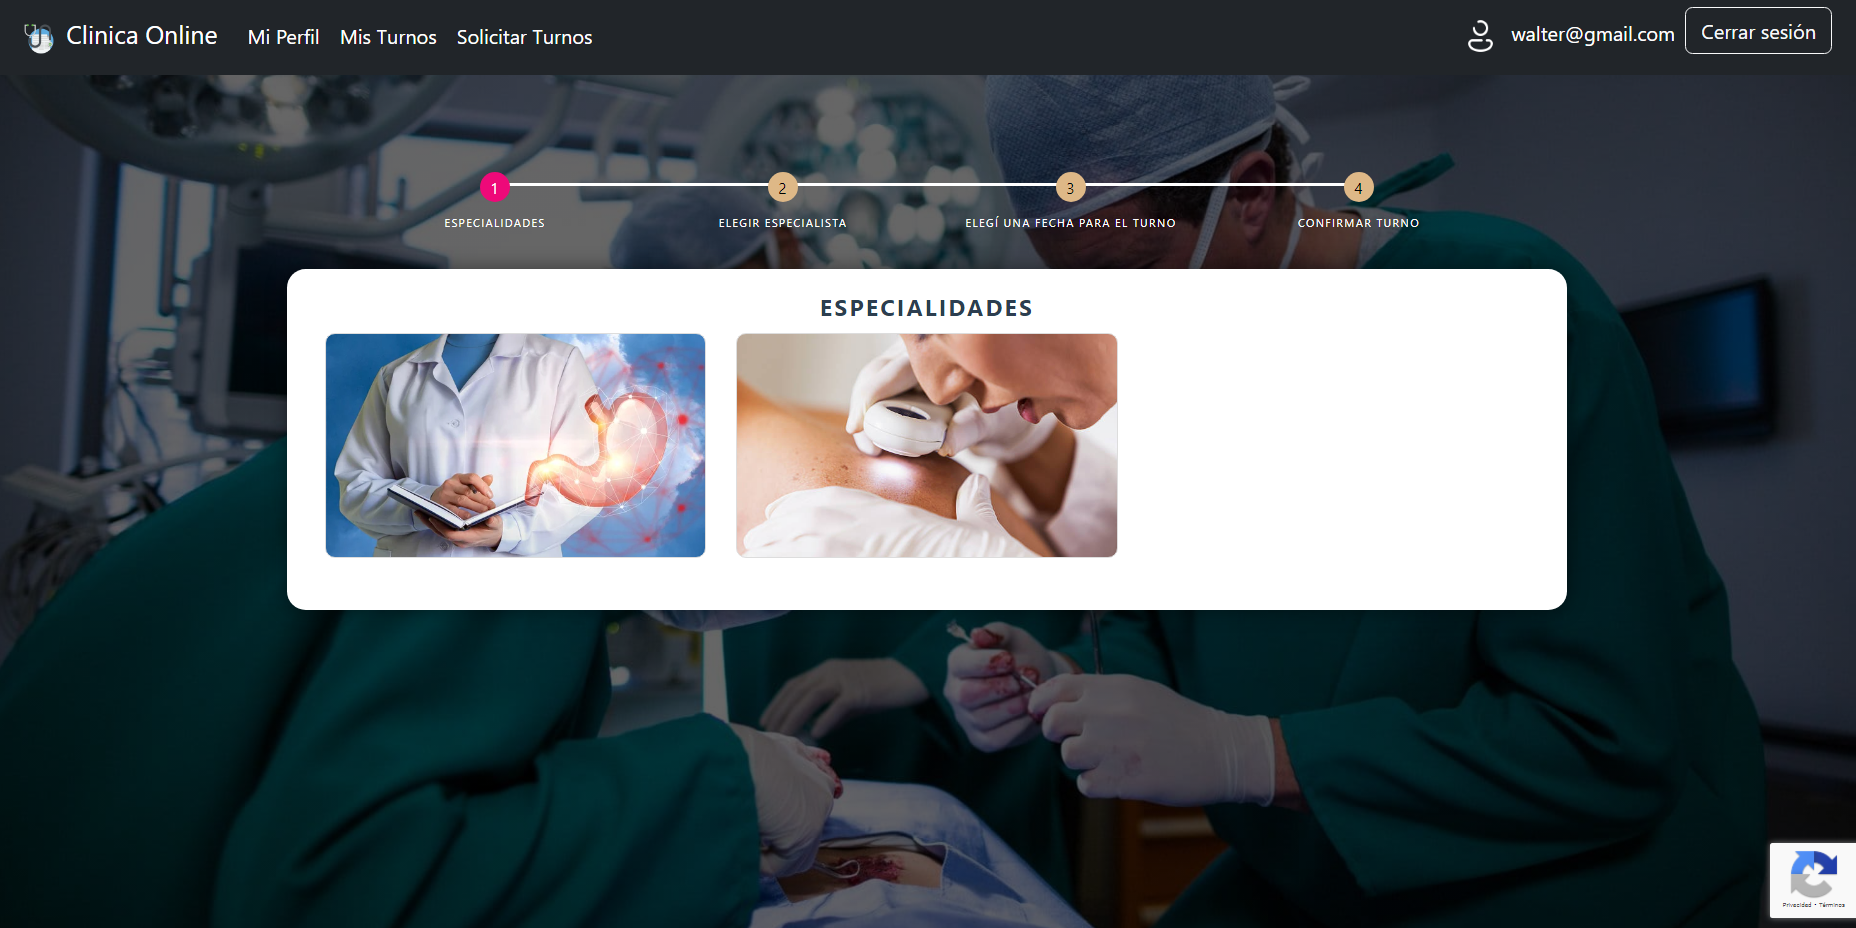 Clinica Online
Mi Perfil
Mis Turnos
Solicitar Turnos
walter@gmail.com
Cerrar sesión
1
2
3
4
ESPECIALIDADES
ELEGIR ESPECIALISTA
ELEGÍ UNA FECHA PARA EL TURNO
CONFIRMAR TURNO
ESPECIALIDADES
Privacidad • Términos